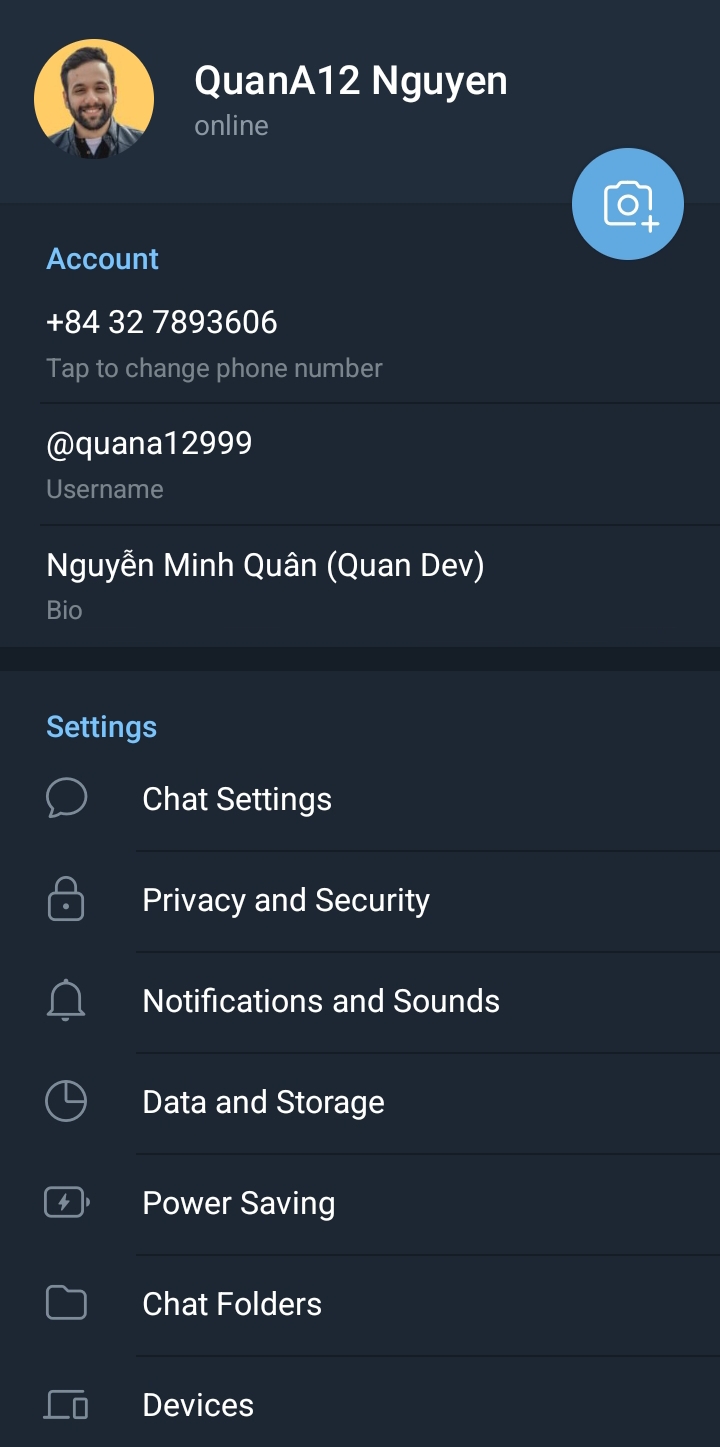 QuanA12 Nguyen
online
Account
+84 32 7893606
Tap to change phone number
@quana12999
Username
Nguyễn Minh Quân (Quan Dev)
Bio
Settings
Chat Settings
Privacy and Security
Notifications and Sounds
Data and Storage
Power Saving
Chat Folders
Devices